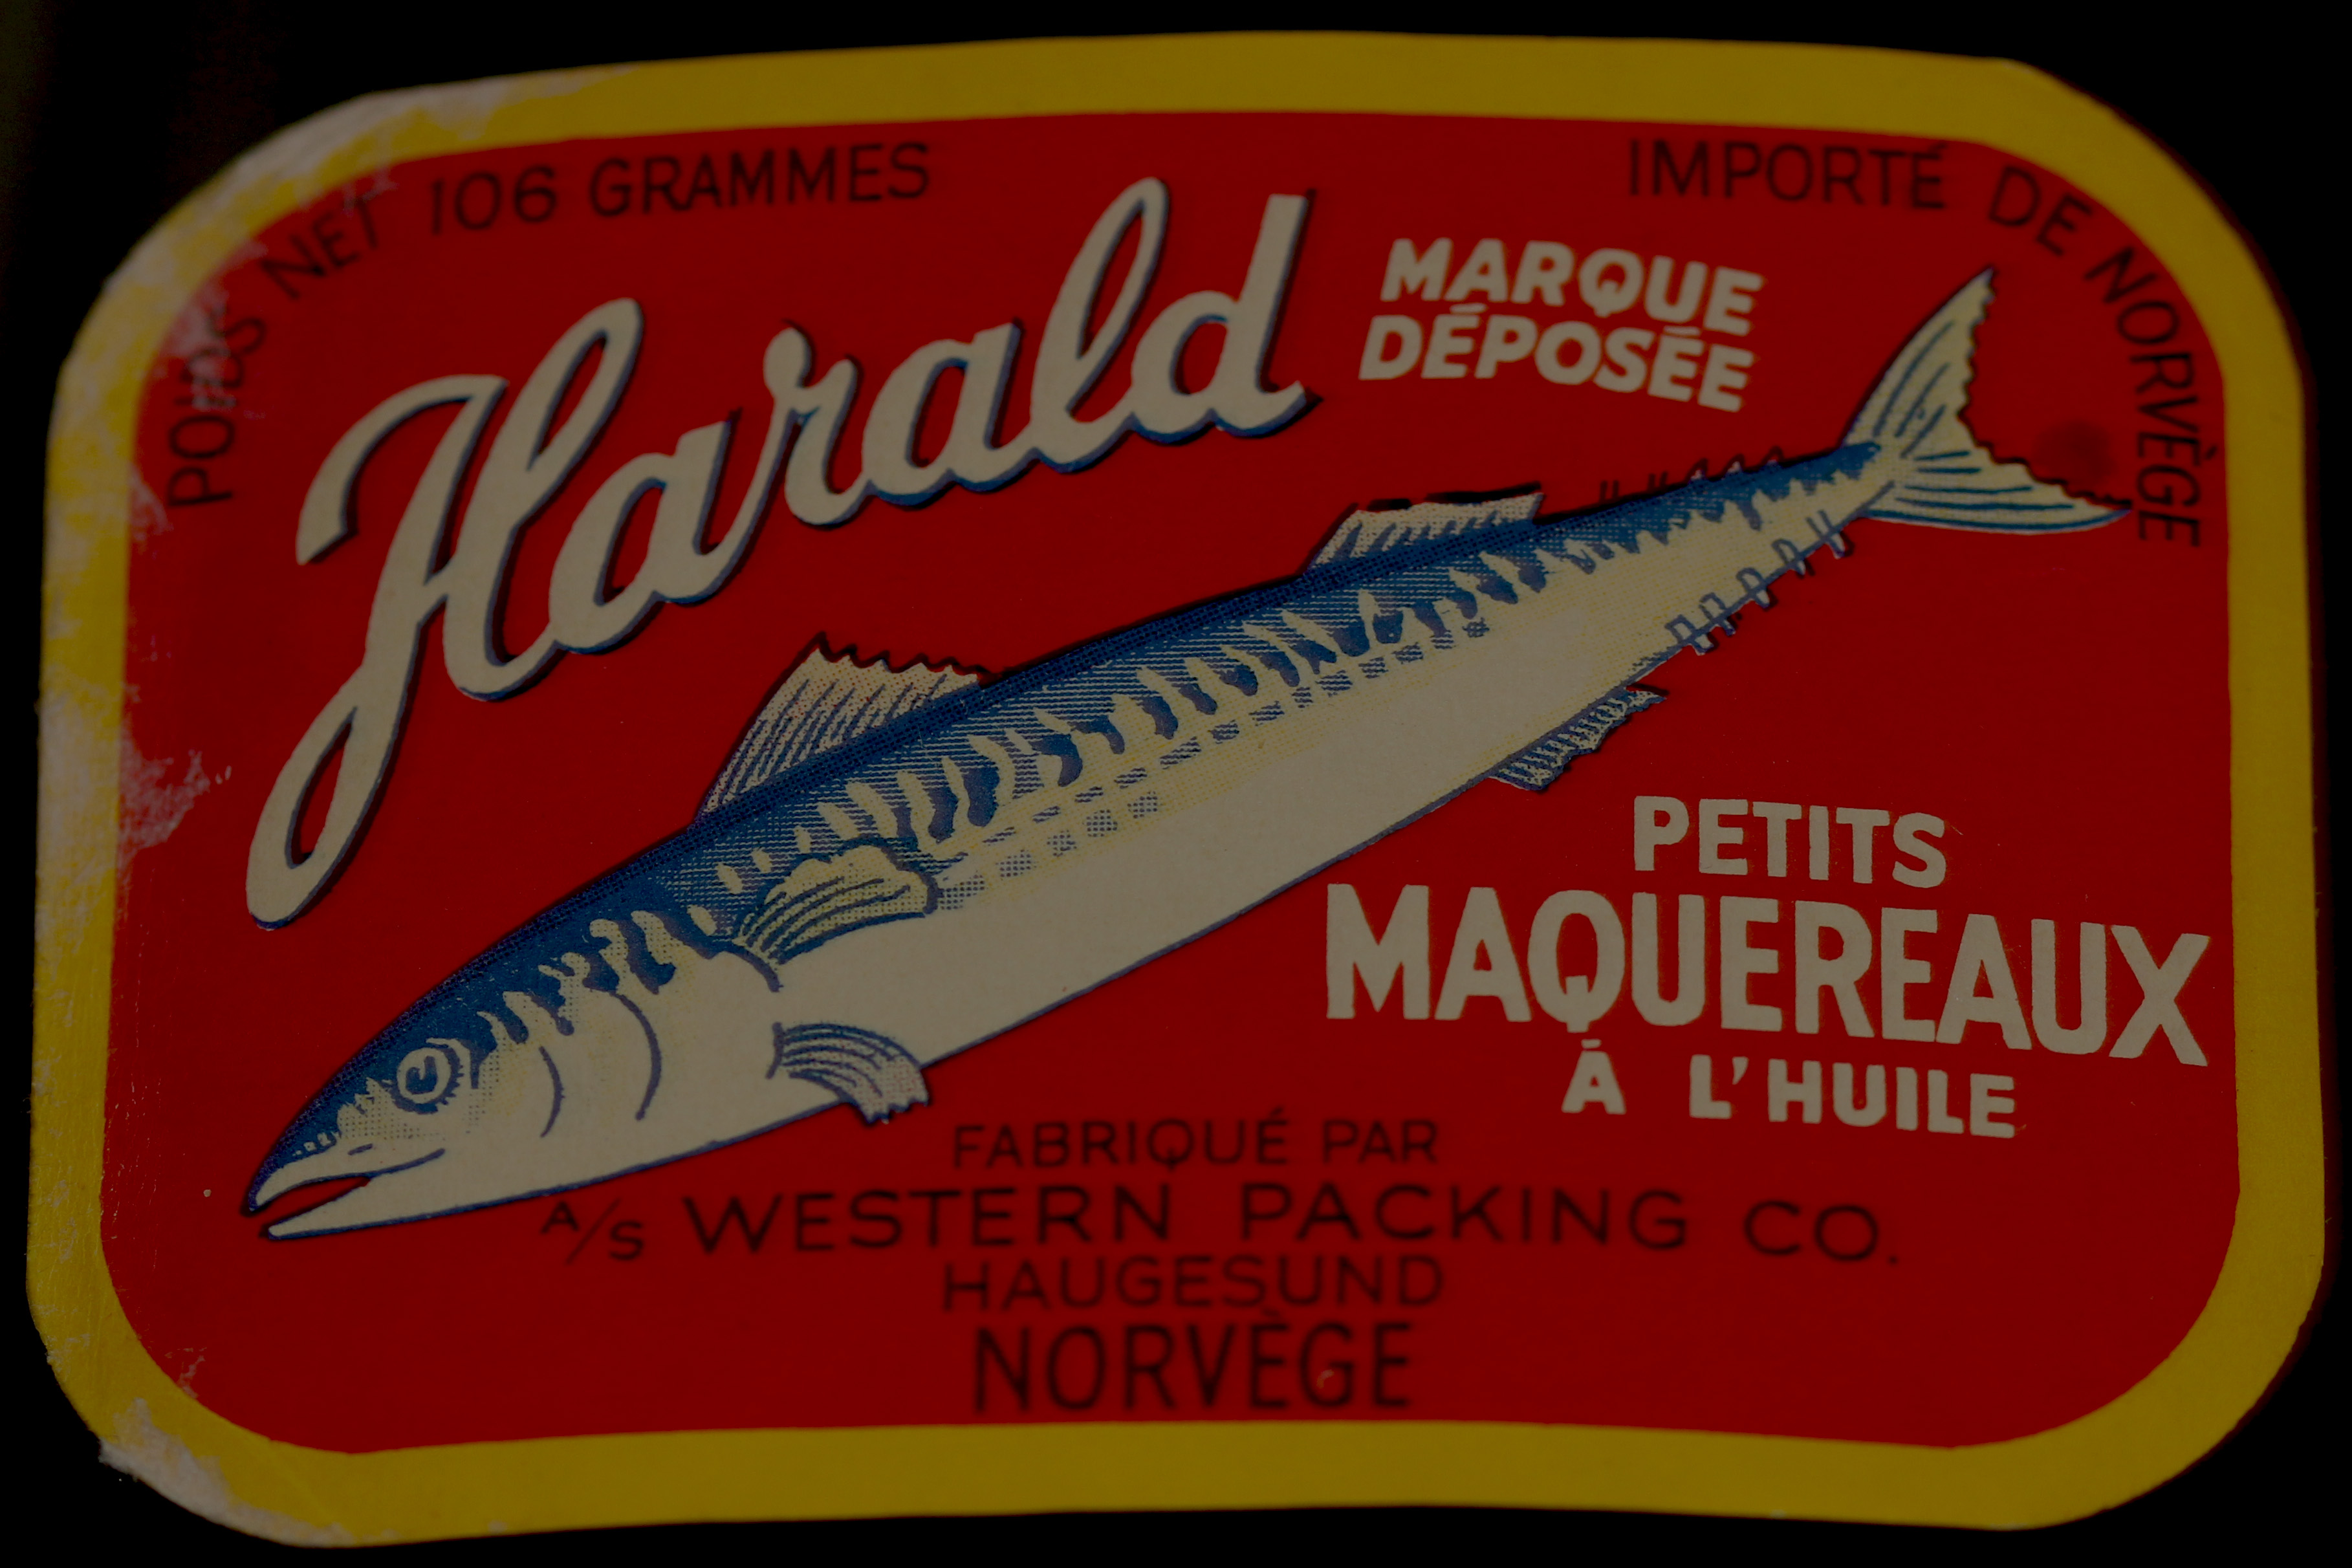 POIDS NET 106 GRAMMES
IMPORTÉ DE NORVÈGE
Harald
MARQUE
DÉPOSÉE
PETITS
MAQUEREAUX
À L'HUILE
FABRIQUÉ PAR
A/S WESTERN PACKING CO.
HAUGESUND
NORVÈGE